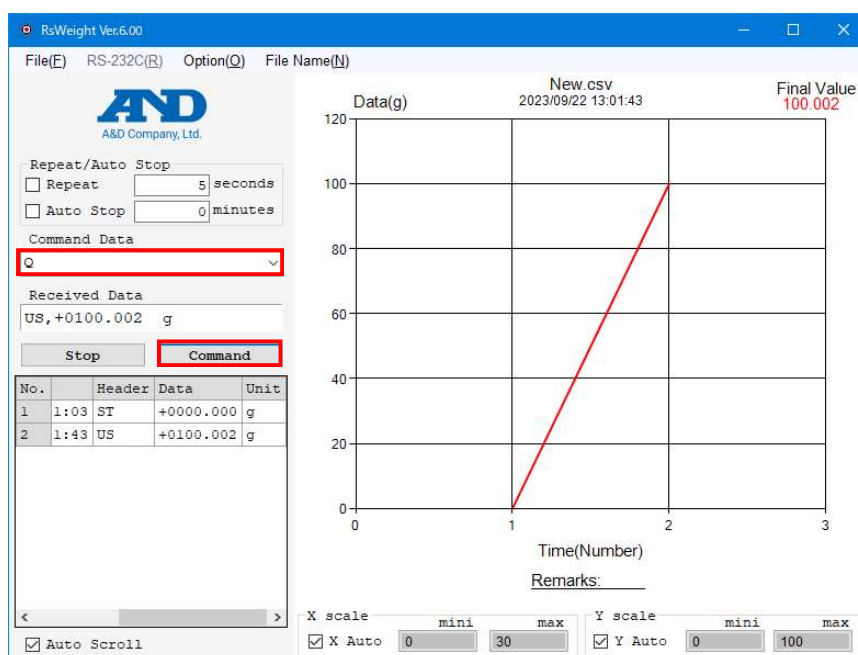 RsWeight Ver.6.00
File(F) RS-232C(R) Option(O) File Name(N)
AND
A&D Company, Ltd.
Repeat/Auto Stop
Repeat 5 seconds
Auto Stop 0 minutes
Command Data
Q
Received Data
US,+0100.002 g
Stop Command
No. Header Data Unit
1 1:03 ST +0000.000 g
2 1:43 US +0100.002 g
Auto Scroll
New.csv
Data(g) 2023/09/22 13:01:43
Final Value
100.002
120
100
80
60
40
20
0
0 1 2 3
Time(Number)
Remarks:
X scale mini max
X Auto 0 30
Y scale mini max
Y Auto 0 100